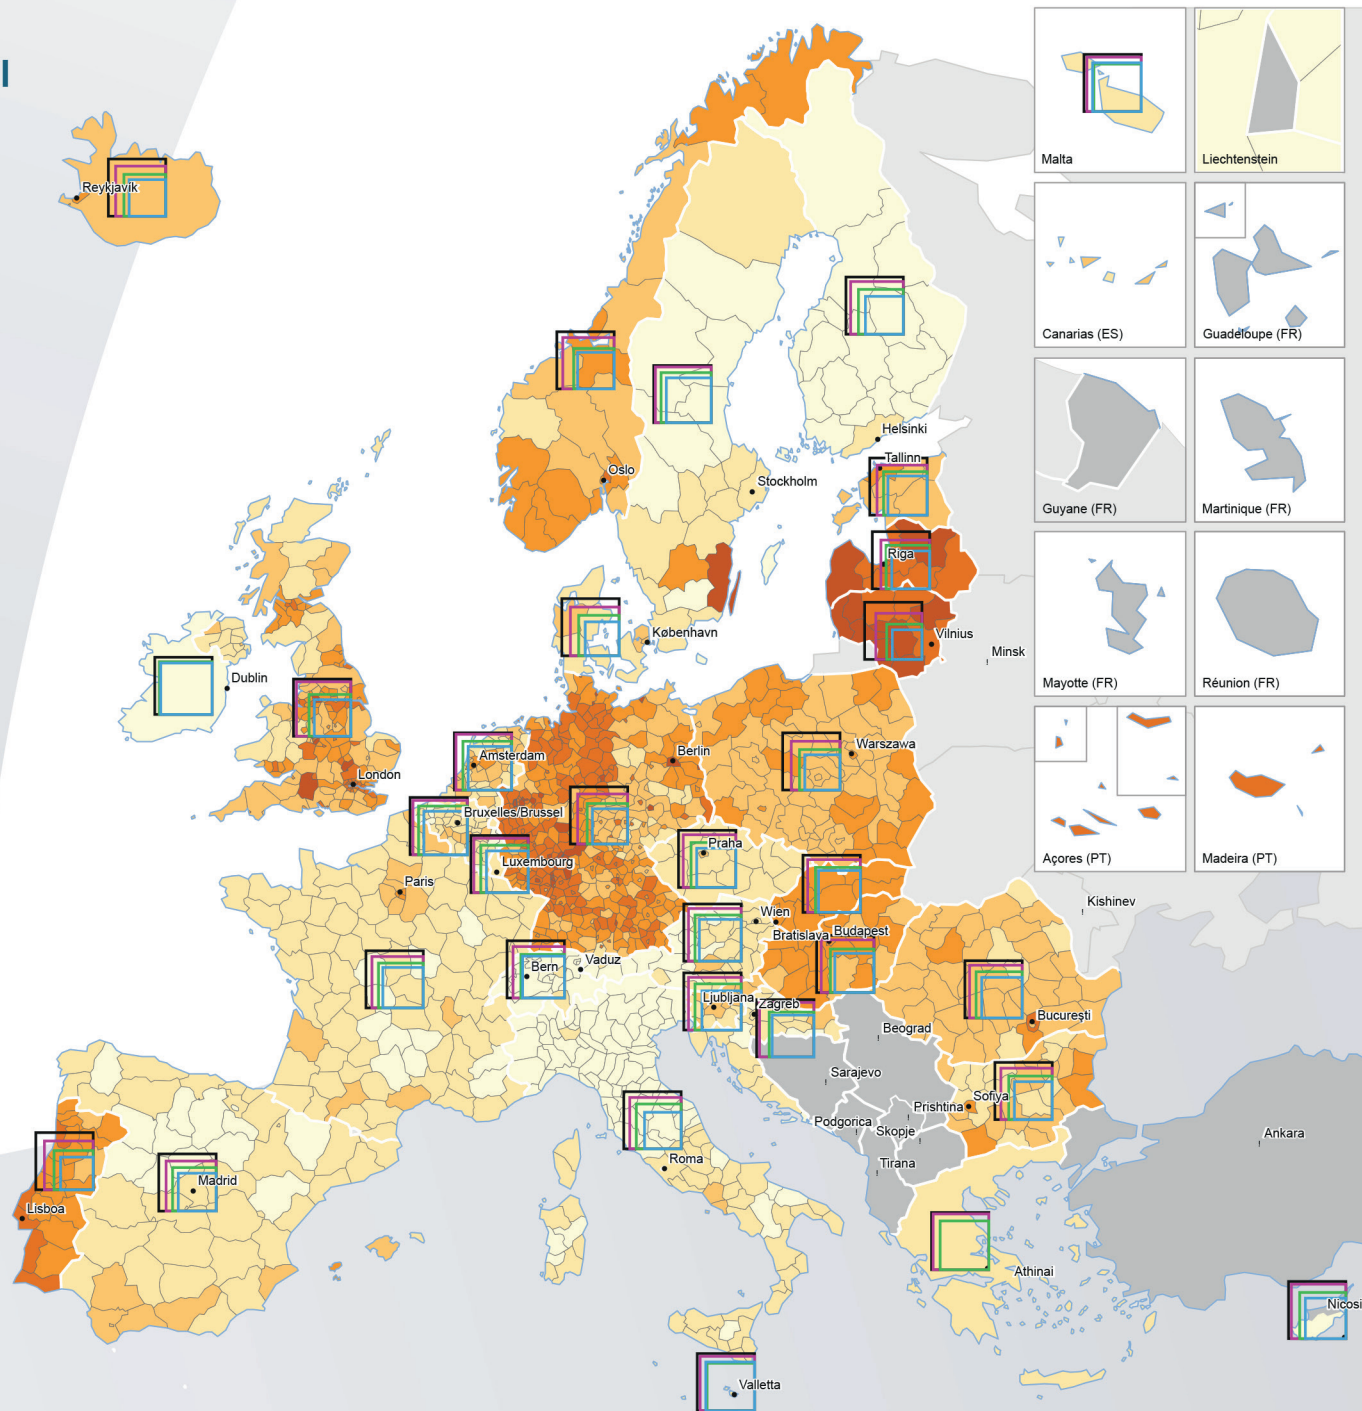 Malta
Liechtenstein
Reykjavík
Canarias (ES)
Guadeloupe (FR)
Helsinki
Tallinn
Oslo
Stockholm
Guyane (FR)
Martinique (FR)
Riga
København
Vilnius
Minsk
Dublin
Mayotte (FR)
Réunion (FR)
Amsterdam
Berlin
Warszawa
London
Bruxelles/Brussel
Praha
Luxembourg
Açores (PT)
Madeira (PT)
Paris
Kishinev
Wien
Bratislava
Budapest
Bern
Vaduz
Ljubljana
Zagreb
Bucureşti
Beograd
Sarajevo
Sofiya
Prishtina
Podgorica
Skopje
Ankara
Tirana
Roma
Madrid
Lisboa
Athinai
Nicosi
Valletta